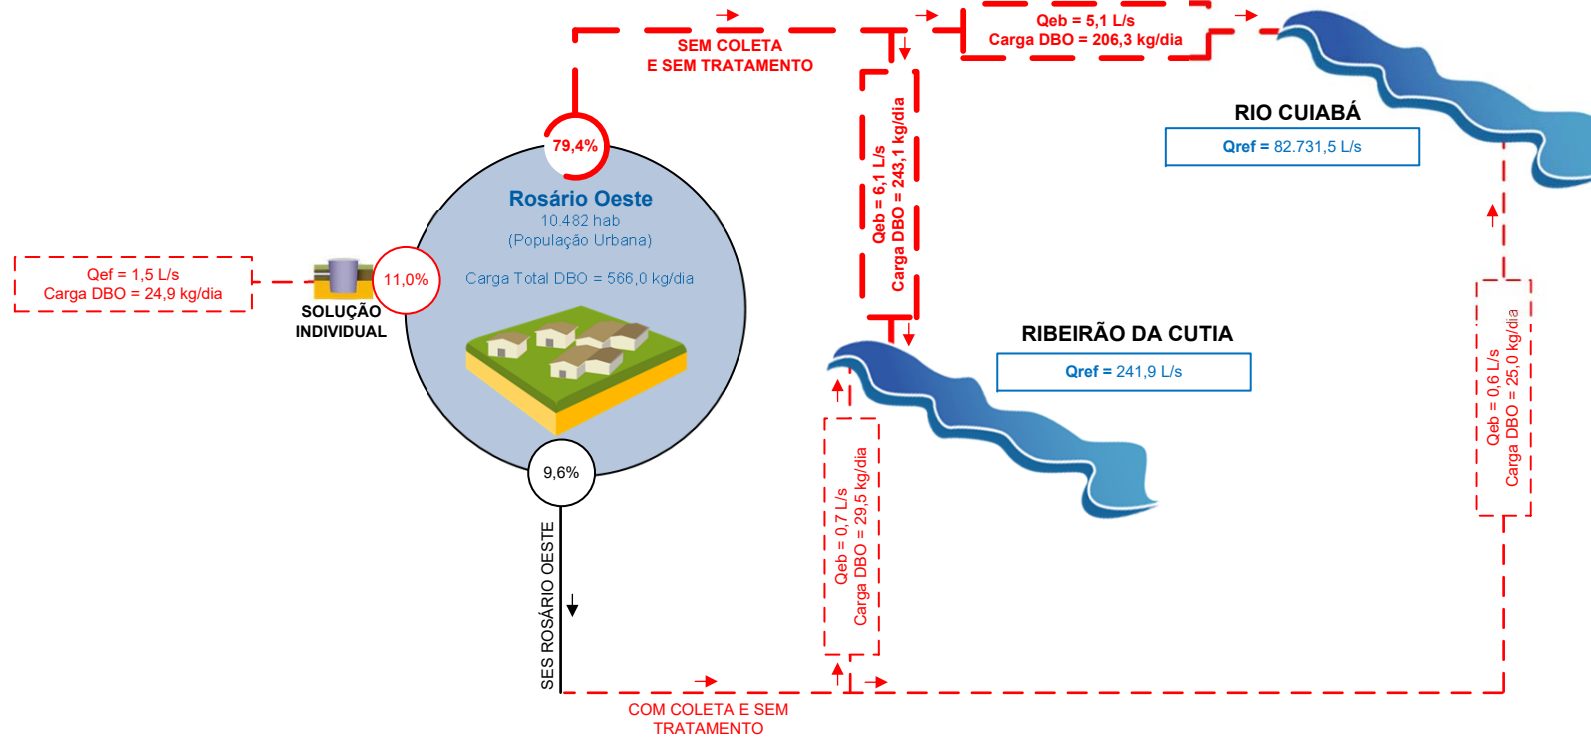 Qeb = 5,1 L/s
Carga DBO = 206,3 kg/dia
SEM COLETA
E SEM TRATAMENTO
RIO CUIABÁ
Qref = 82.731,5 L/s
79,4%
Qeb = 6,1 L/s
Carga DBO = 243,1 kg/dia
Rosário Oeste
10.482 hab
(População Urbana)
Carga Total DBO = 566,0 kg/dia
11,0%
Qef = 1,5 L/s
Carga DBO = 24,9 kg/dia
SOLUÇÃO
INDIVIDUAL
RIBEIRÃO DA CUTIA
Qref = 241,9 L/s
Qeb = 0,6 L/s
Carga DBO = 25,0 kg/dia
9,6%
Qeb = 0,7 L/s
Carga DBO = 29,5 kg/dia
SES ROSÁRIO OESTE
COM COLETA E SEM
TRATAMENTO